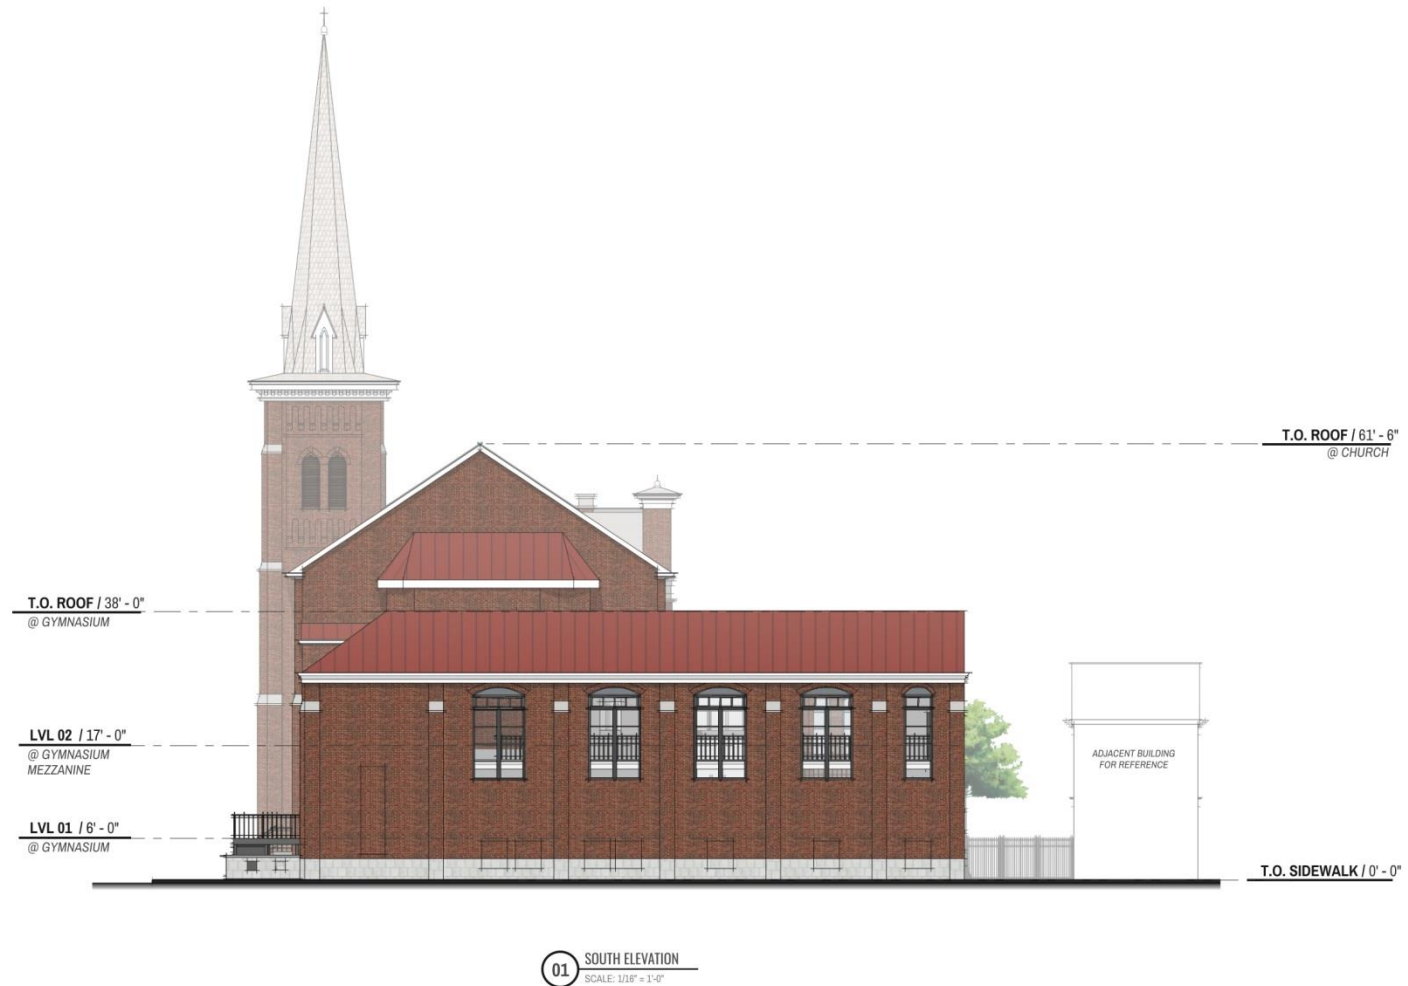 T.O. ROOF / 61' - 6"
@ CHURCH
T.O. ROOF / 38' - 0"
@ GYMNASIUM
LVL 02 / 17' - 0"
@ GYMNASIUM
MEZZANINE
ADJACENT BUILDING
FOR REFERENCE
LVL 01 / 6' - 0"
@ GYMNASIUM
T.O. SIDEWALK / 0' - 0"
01
SOUTH ELEVATION
SCALE: 1/16" = 1'-0"